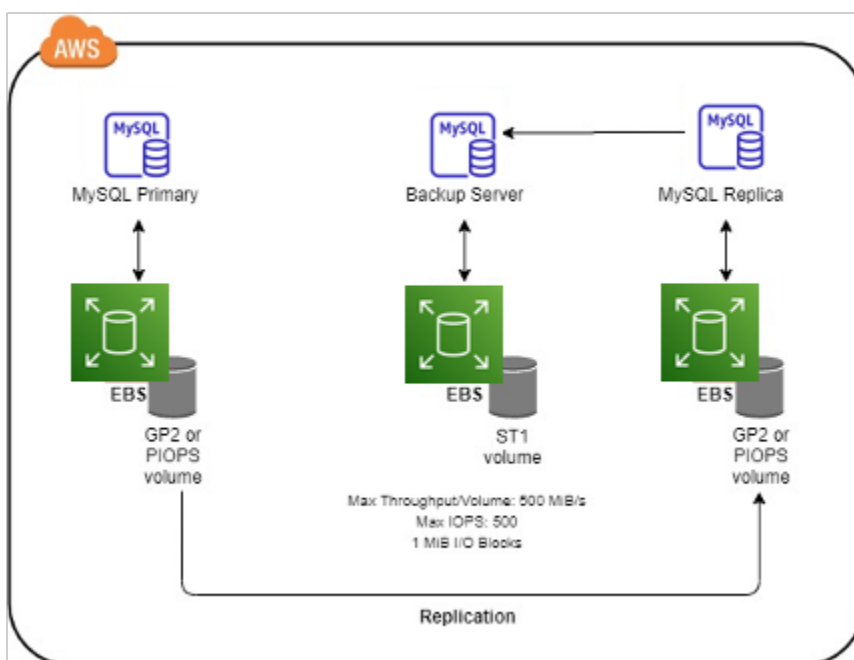 AWS
MySQL
MySQL
MySQL
MySQL Primary
Backup Server
MySQL Replica
EBS
EBS
EBS
GP2 or
PIOPS
volume
ST1
volume
GP2 or
PIOPS
volume
Max Throughput/Volume: 500 MiB/s
Max IOPS: 500
1 MiB I/O Blocks
Replication